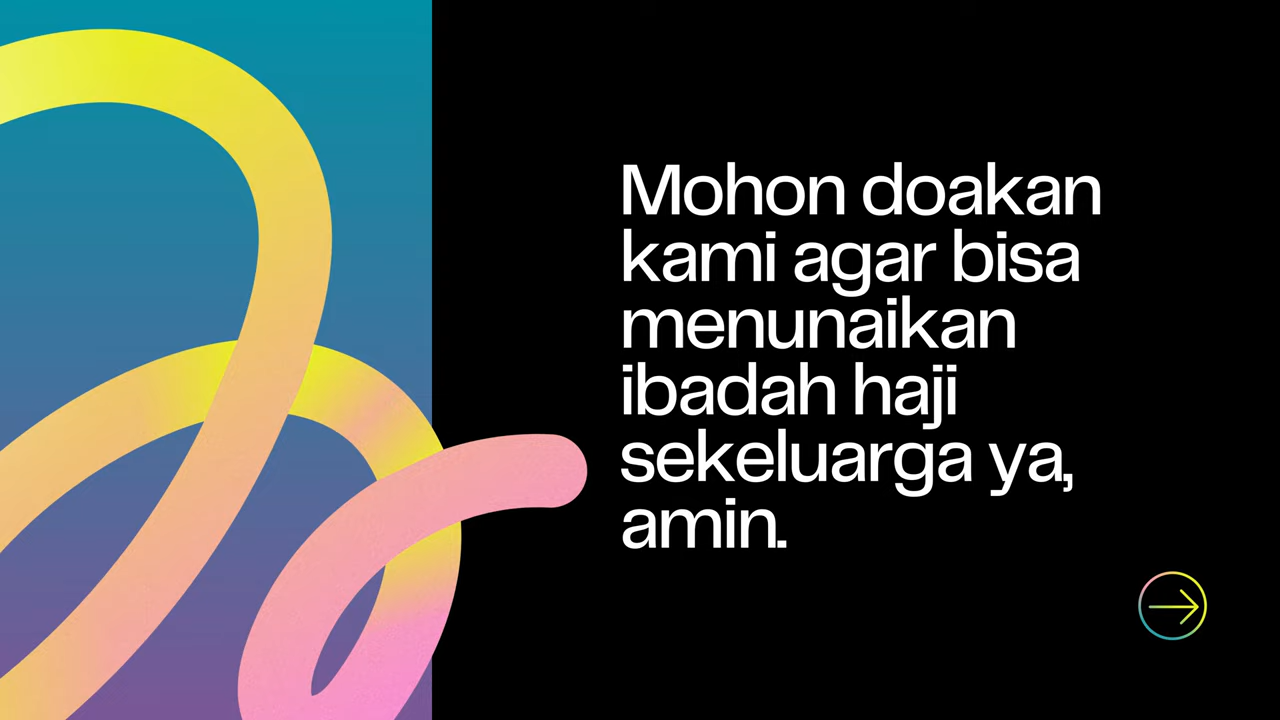 Mohon doakan
kami agar bisa
menunaikan
ibadah haji
sekeluarga ya,
amin.